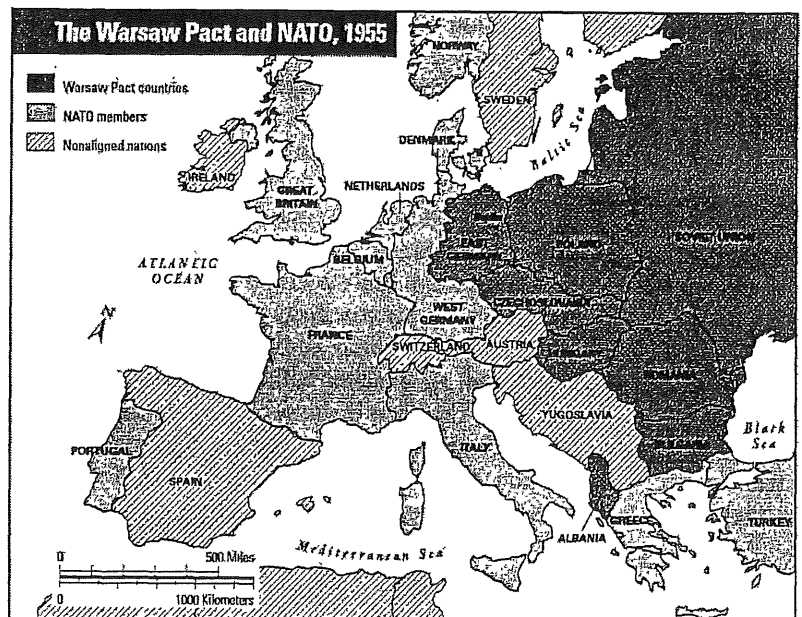 The Warsaw Pact and NATO, 1955
Warsaw Pact countries
NATO members
Nonaligned nations
NORWAY
SWEDEN
DENMARK
Baltic Sea
IRELAND
GREAT
BRITAIN
NETHERLANDS
Berlin
EAST
GERMANY
POLAND
SOVIET UNION
ATLANTIC
OCEAN
BELGIUM
N
WEST
GERMANY
CZECHOSLOVAKIA
FRANCE
SWITZERLAND
AUSTRIA
HUNGARY
ROMANIA
YUGOSLAVIA
Black
Sea
BULGARIA
PORTUGAL
SPAIN
ITALY
ALBANIA
GREECE
TURKEY
Mediterranean Sea
0
500 Miles
0
1000 Kilometers